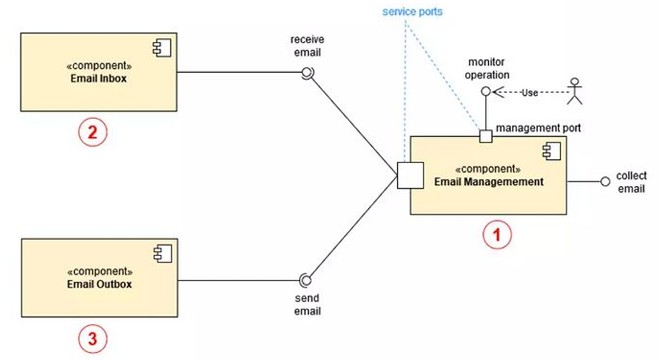 service ports
receive
email
«component»
Email Inbox
2
monitor
operation
Use
management port
«component»
Email Managemement
collect
email
1
«component»
Email Outbox
send
email
3